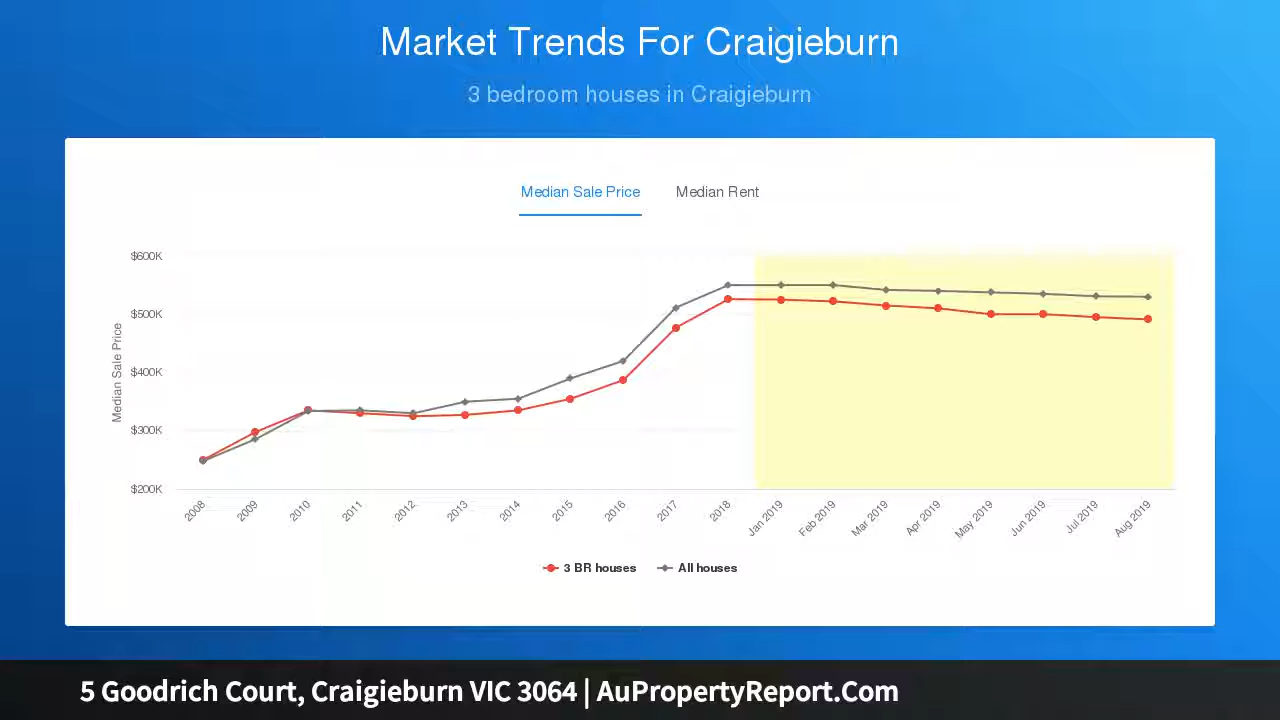 Market Trends For Craigieburn
3 bedroom houses in Craigieburn
Median Sale Price Median Rent
$600K
$500K
$400K
$300K
$200K
Median Sale Price
2008 2009 2010 2011 2012 2013 2014 2015 2016 2017 2018 Jan 2019 Feb 2019 Mar 2019 Apr 2019 May 2019 Jun 2019 Jul 2019 Aug 2019
3 BR houses All houses
5 Goodrich Court, Craigieburn VIC 3064 | AuPropertyReport.Com